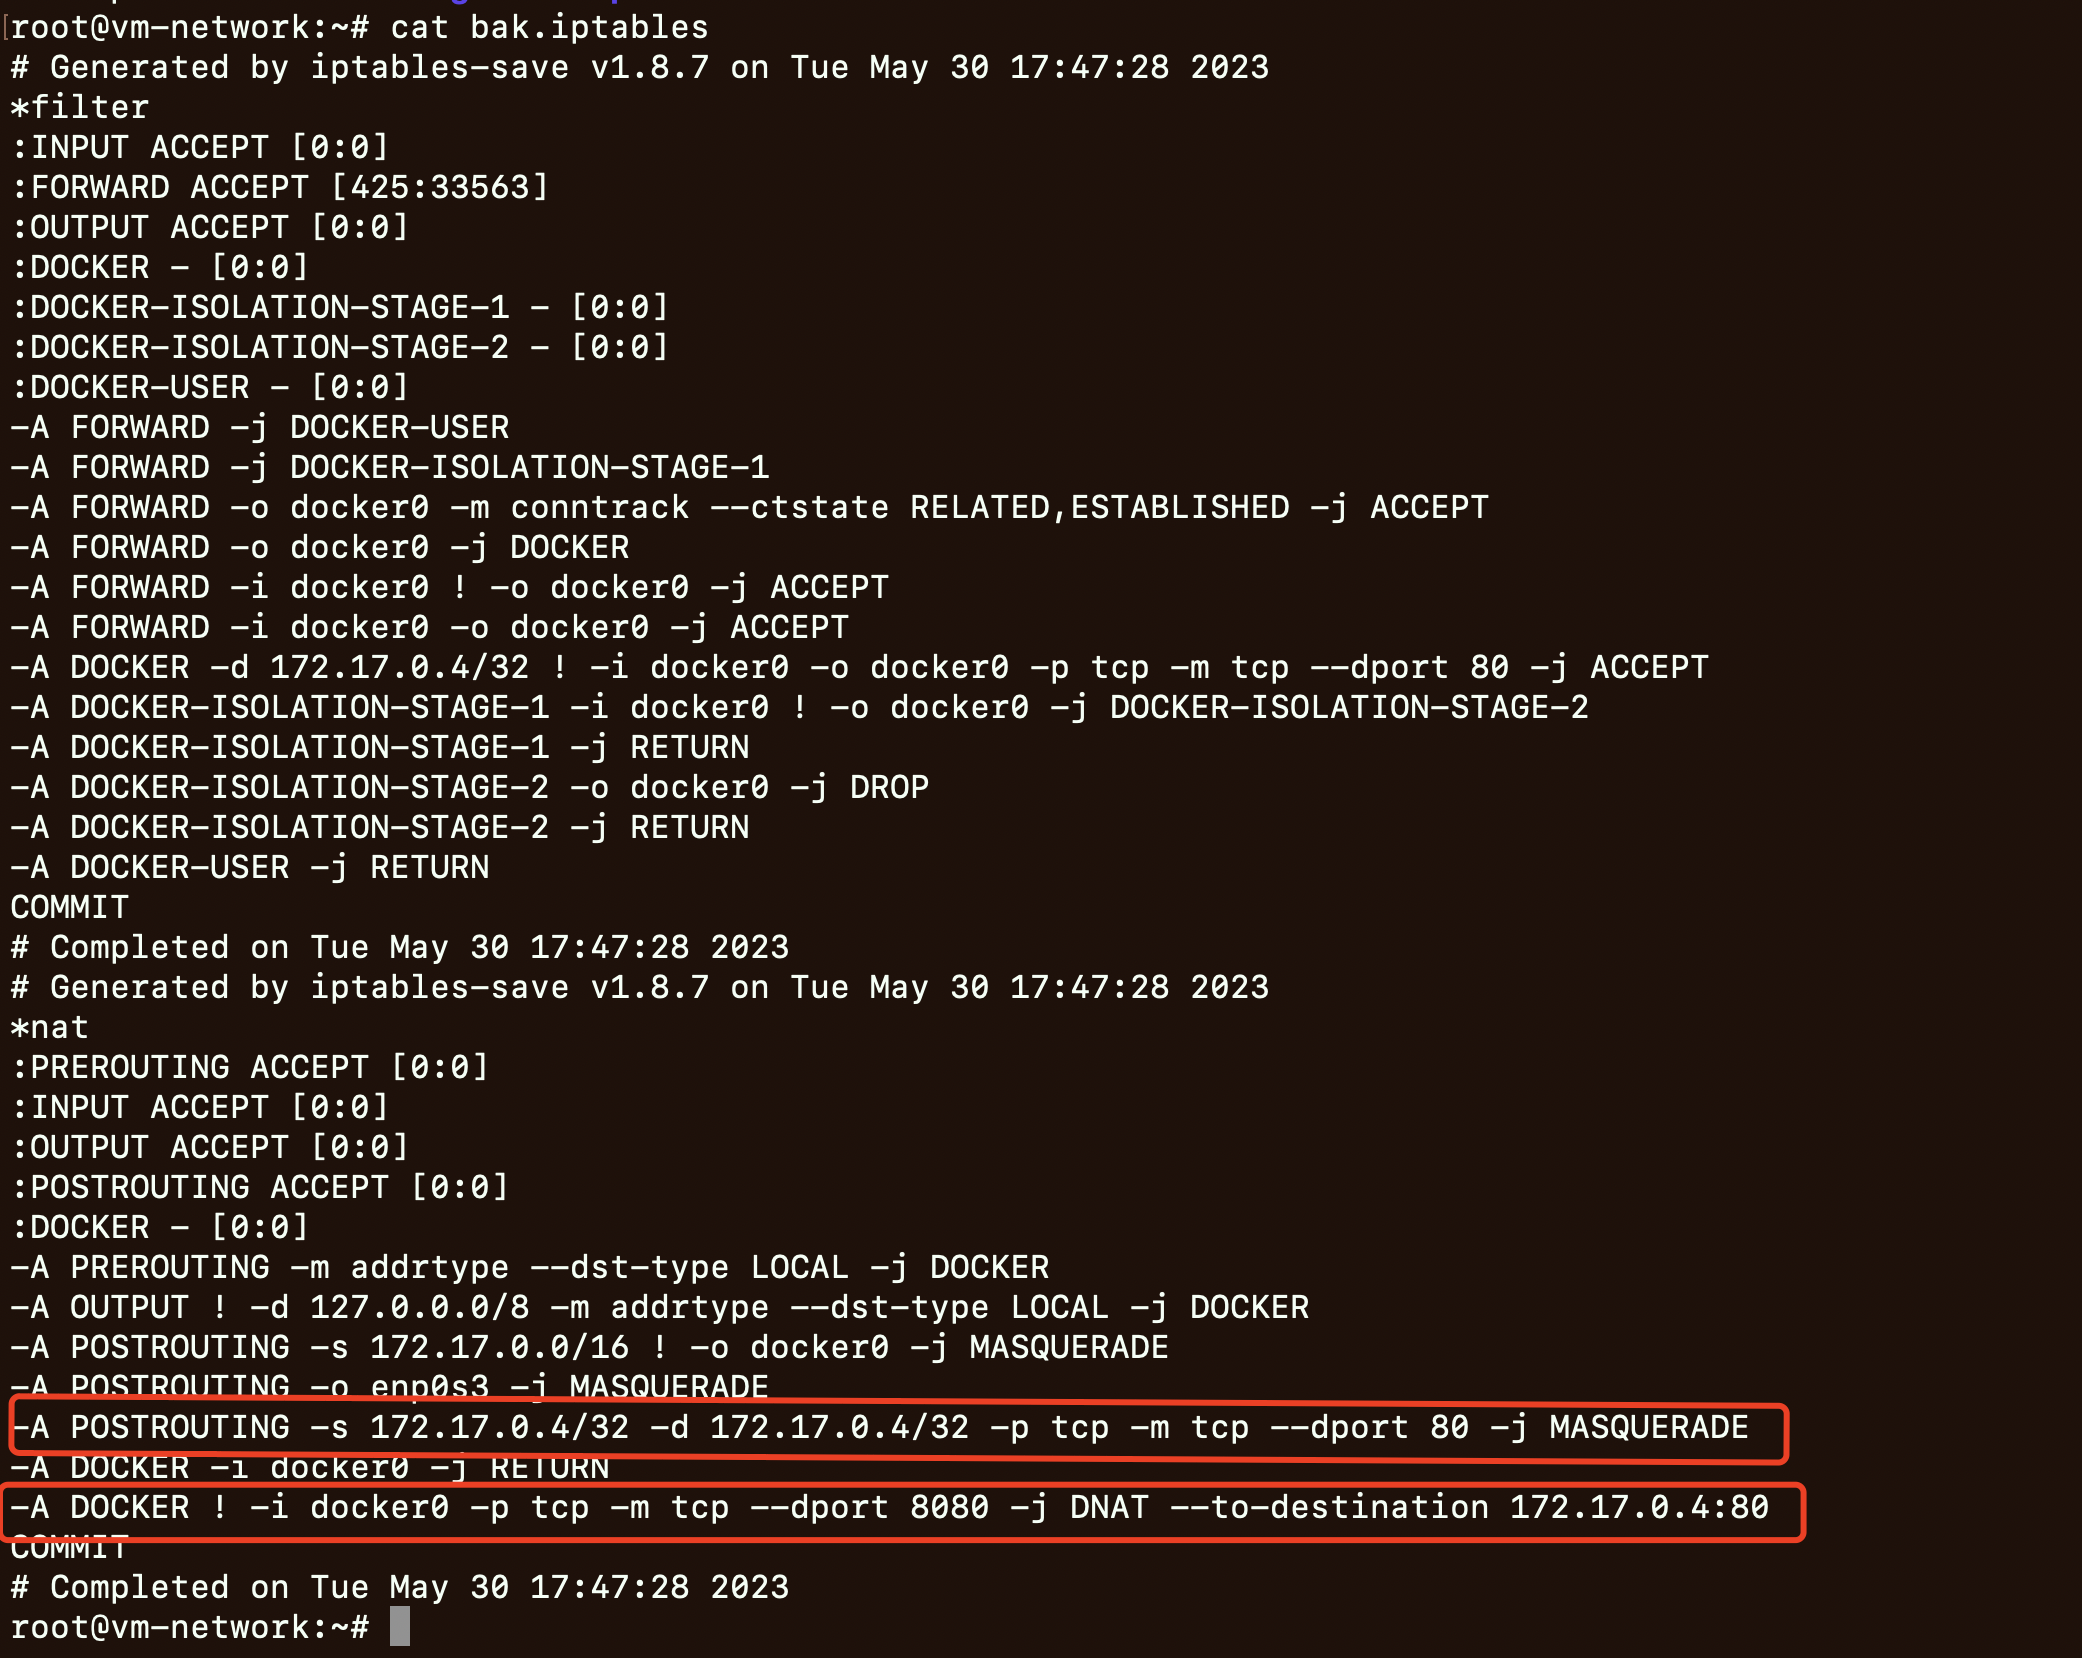 root@vm-network:~# cat bak.iptables
# Generated by iptables-save v1.8.7 on Tue May 30 17:47:28 2023
*filter
:INPUT ACCEPT [0:0]
:FORWARD ACCEPT [425:33563]
:OUTPUT ACCEPT [0:0]
:DOCKER - [0:0]
:DOCKER-ISOLATION-STAGE-1 - [0:0]
:DOCKER-ISOLATION-STAGE-2 - [0:0]
:DOCKER-USER - [0:0]
-A FORWARD -j DOCKER-USER
-A FORWARD -j DOCKER-ISOLATION-STAGE-1
-A FORWARD -o docker0 -m conntrack --ctstate RELATED,ESTABLISHED -j ACCEPT
-A FORWARD -o docker0 -j DOCKER
-A FORWARD -i docker0 ! -o docker0 -j ACCEPT
-A FORWARD -i docker0 -o docker0 -j ACCEPT
-A DOCKER -d 172.17.0.4/32 ! -i docker0 -o docker0 -p tcp -m tcp --dport 80 -j ACCEPT
-A DOCKER-ISOLATION-STAGE-1 -i docker0 ! -o docker0 -j DOCKER-ISOLATION-STAGE-2
-A DOCKER-ISOLATION-STAGE-1 -j RETURN
-A DOCKER-ISOLATION-STAGE-2 -o docker0 -j DROP
-A DOCKER-ISOLATION-STAGE-2 -j RETURN
-A DOCKER-USER -j RETURN
COMMIT
# Completed on Tue May 30 17:47:28 2023
# Generated by iptables-save v1.8.7 on Tue May 30 17:47:28 2023
*nat
:PREROUTING ACCEPT [0:0]
:INPUT ACCEPT [0:0]
:OUTPUT ACCEPT [0:0]
:POSTROUTING ACCEPT [0:0]
:DOCKER - [0:0]
-A PREROUTING -m addrtype --dst-type LOCAL -j DOCKER
-A OUTPUT ! -d 127.0.0.0/8 -m addrtype --dst-type LOCAL -j DOCKER
-A POSTROUTING -s 172.17.0.0/16 ! -o docker0 -j MASQUERADE
-A POSTROUTING -o enp0s3 -j MASQUERADE
-A POSTROUTING -s 172.17.0.4/32 -d 172.17.0.4/32 -p tcp -m tcp --dport 80 -j MASQUERADE
-A DOCKER -i docker0 -j RETURN
-A DOCKER ! -i docker0 -p tcp -m tcp --dport 8080 -j DNAT --to-destination 172.17.0.4:80
COMMIT
# Completed on Tue May 30 17:47:28 2023
root@vm-network:~#